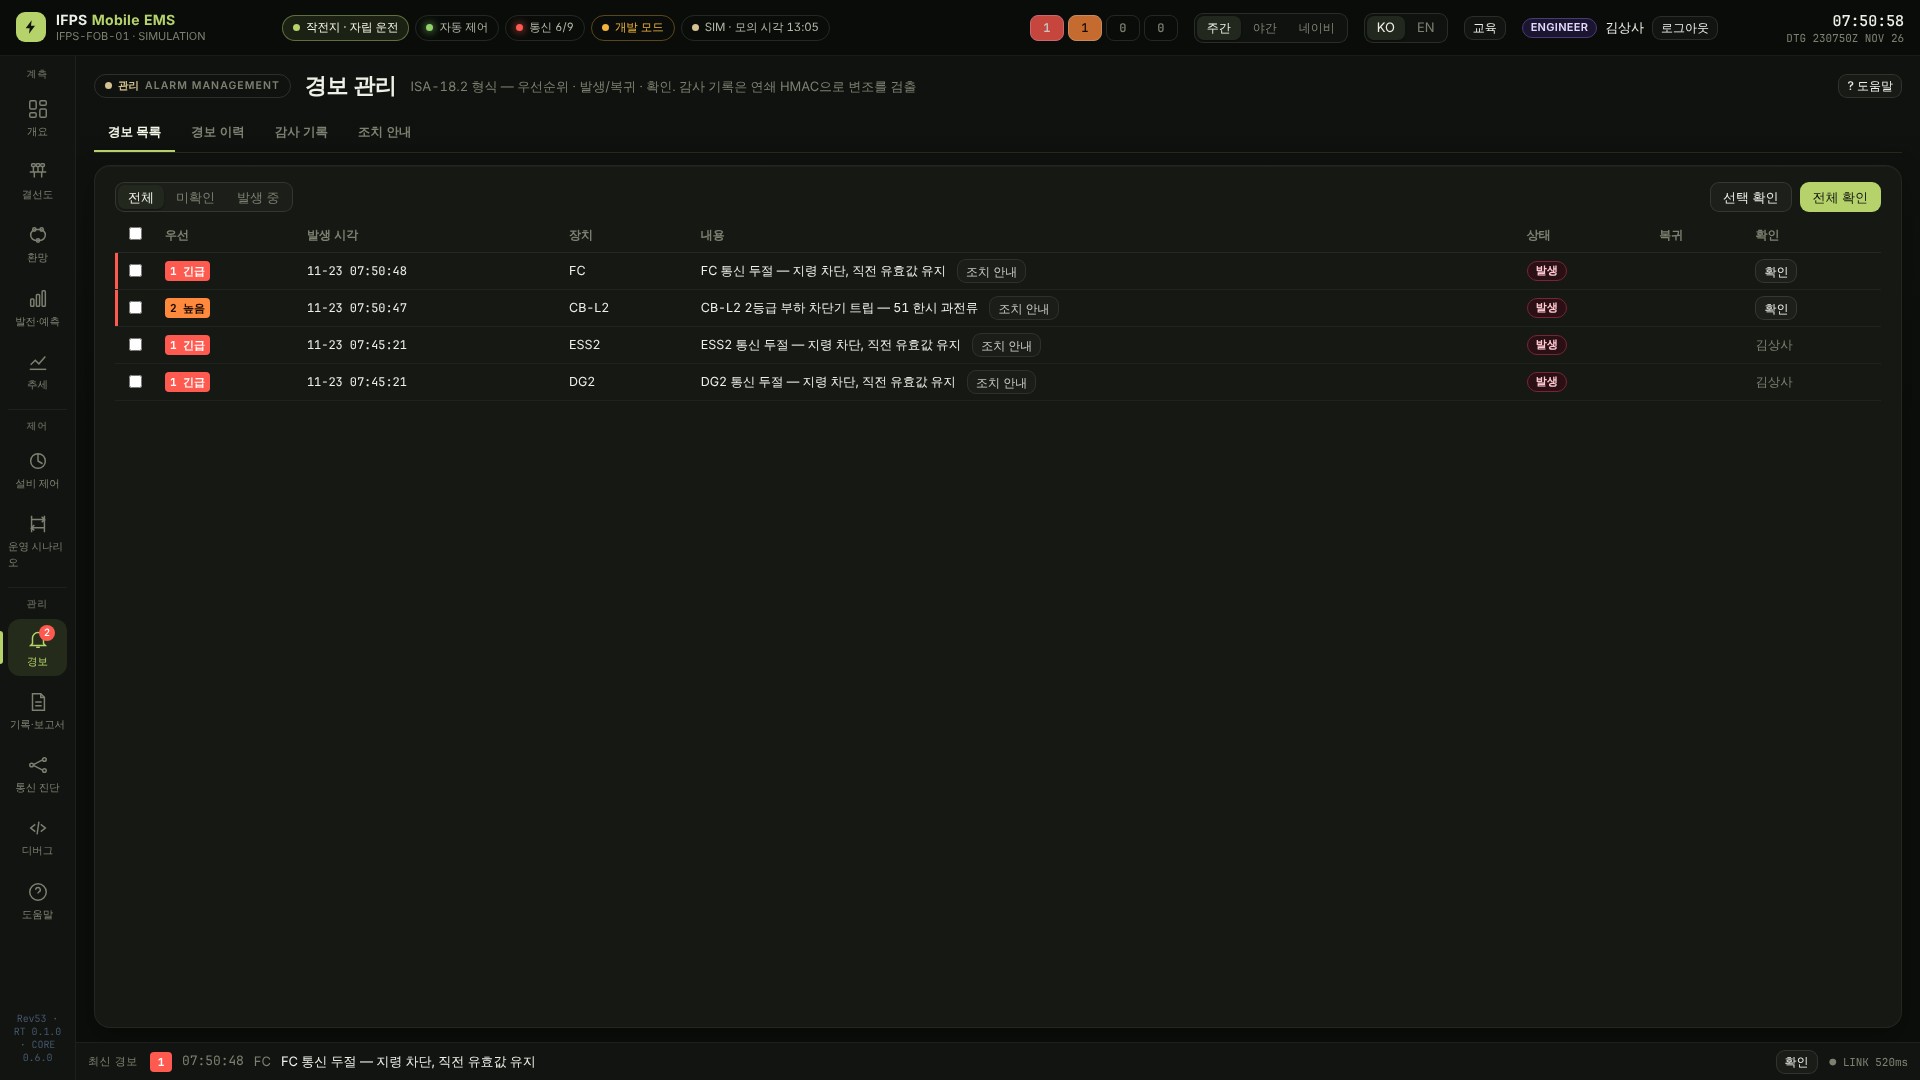 IFPS Mobile EMS
IFPS-FOB-01 · SIMULATION
작전지 · 자립 운전
자동 제어
통신 6/9
개발 모드
SIM · 모의 시각 13:05
1 1 0 0
주간 야간 네이비
KO EN
교육
ENGINEER 김상사 로그아웃
07:50:58
DTG 230750Z NOV 26
계측
개요
결선도
환망
발전·예측
추세
제어
설비 제어
운영 시나리
오
관리
2
경보
기록·보고서
통신 진단
디버그
도움말
Rev53 ·
RT 0.1.0
· CORE
0.6.0
관리 ALARM MANAGEMENT
경보 관리
ISA-18.2 형식 — 우선순위 · 발생/복귀 · 확인. 감사 기록은 연쇄 HMAC으로 변조를 검출
? 도움말
경보 목록 경보 이력 감사 기록 조치 안내
전체 미확인 발생 중
선택 확인 전체 확인
우선 발생 시각 장치 내용 상태 복귀 확인
1 긴급 11-23 07:50:48 FC FC 통신 두절 — 지령 차단, 직전 유효값 유지 조치 안내 발생 확인
2 높음 11-23 07:50:47 CB-L2 CB-L2 2등급 부하 차단기 트립 — 51 한시 과전류 조치 안내 발생 확인
1 긴급 11-23 07:45:21 ESS2 ESS2 통신 두절 — 지령 차단, 직전 유효값 유지 조치 안내 발생 김상사
1 긴급 11-23 07:45:21 DG2 DG2 통신 두절 — 지령 차단, 직전 유효값 유지 조치 안내 발생 김상사
최신 경보 1 07:50:48 FC FC 통신 두절 — 지령 차단, 직전 유효값 유지
확인 LINK 520ms